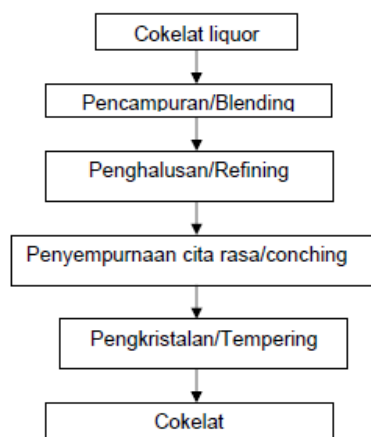 Cokelat liquor
Pencampuran/Blending
Penghalusan/Refining
Penyempurnaan cita rasa/conching
Pengkristalan/Tempering
Cokelat